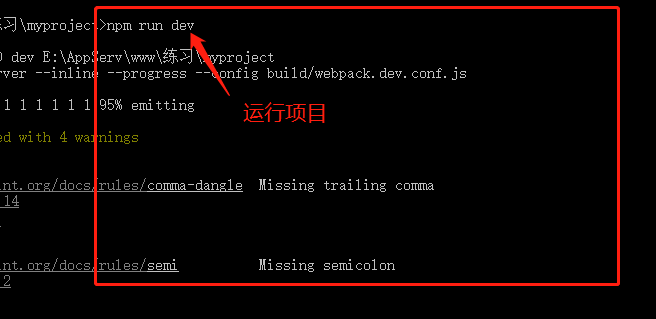 练习\myproject>npm run dev
dev E:\AppServ\www\练习\myproject
rver --inline --progress --config build/webpack.dev.conf.js
1 1 1 1 1 1 95% emitting
运行项目
ed with 4 warnings
int.org/docs/rules/comma-dangle Missing trailing comma
14
int.org/docs/rules/semi Missing semicolon
2